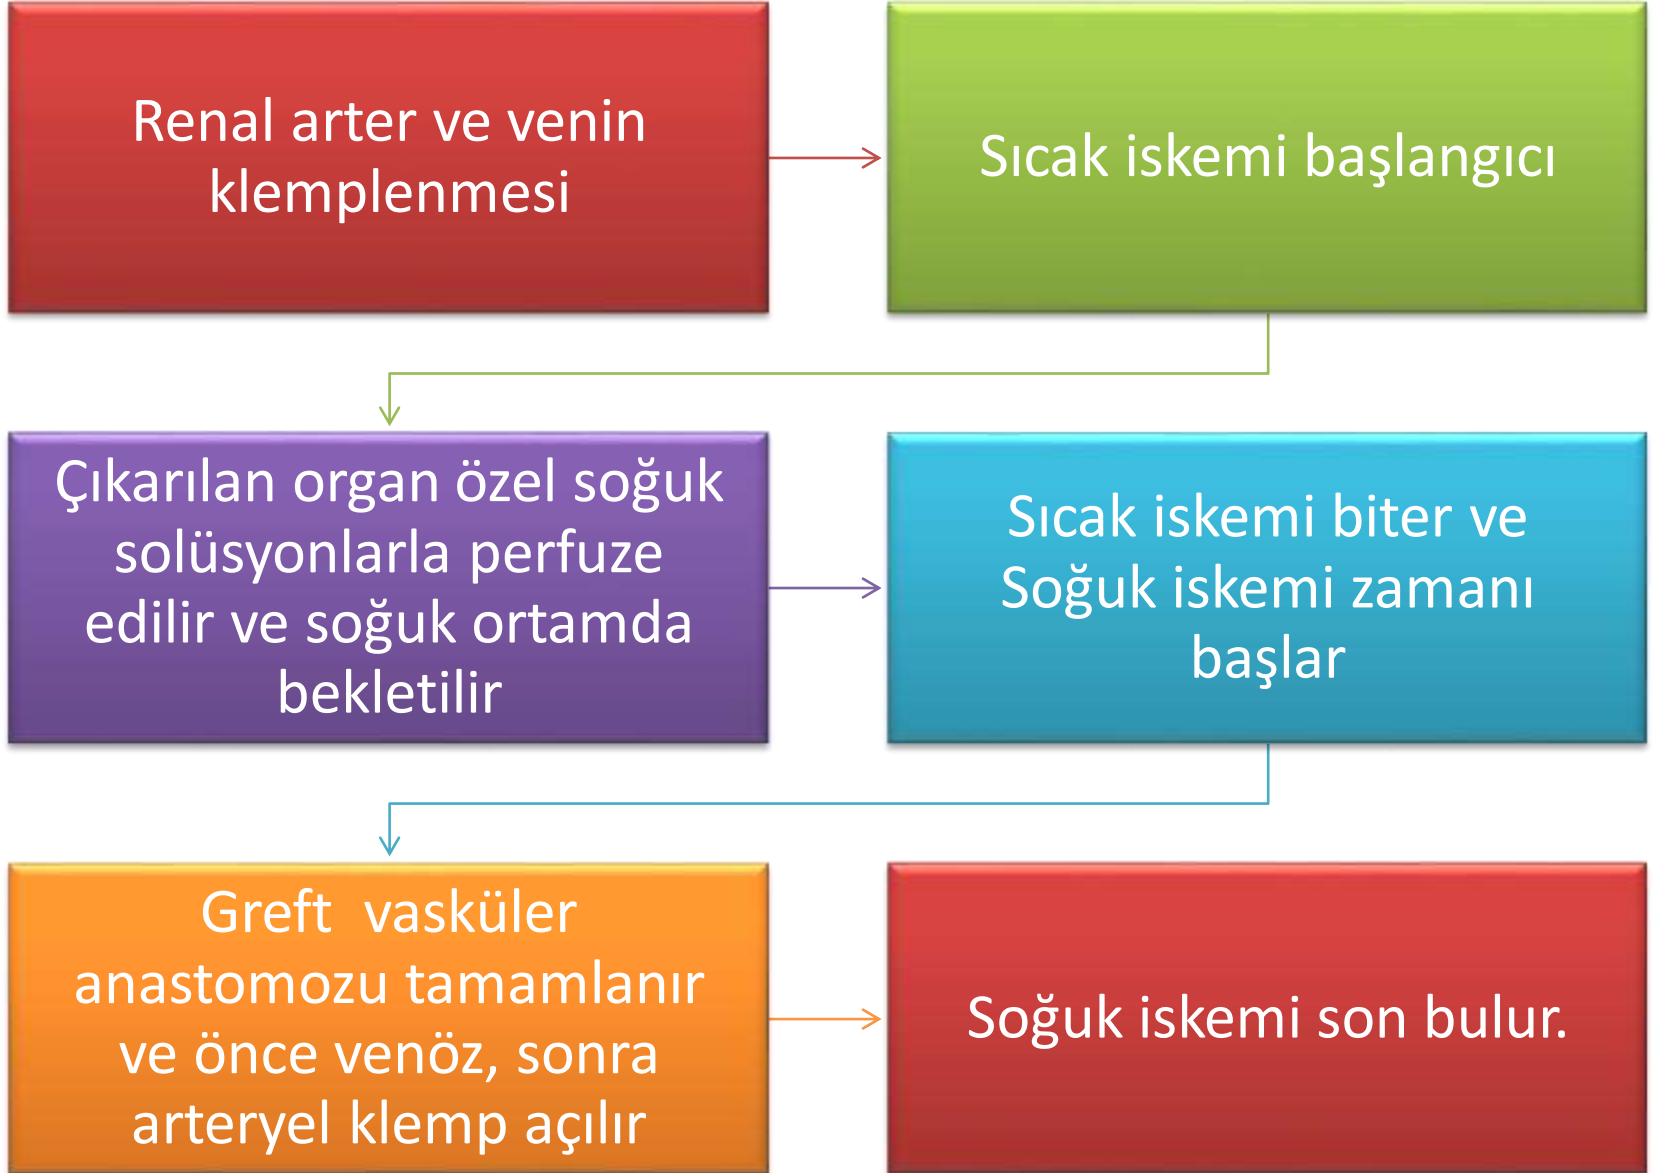 Renal arter ve venin
klemplenmesi
Sıcak iskemi başlangıcı
Çıkarılan organ özel soğuk
solüsyonlarla perfuze
edilir ve soğuk ortamda
bekletilir
Sıcak iskemi biter ve
Soğuk iskemi zamanı
başlar
Greft  vasküler
anastomozu tamamlanır
ve önce venöz, sonra
arteryel klemp açılır
Soğuk iskemi son bulur.